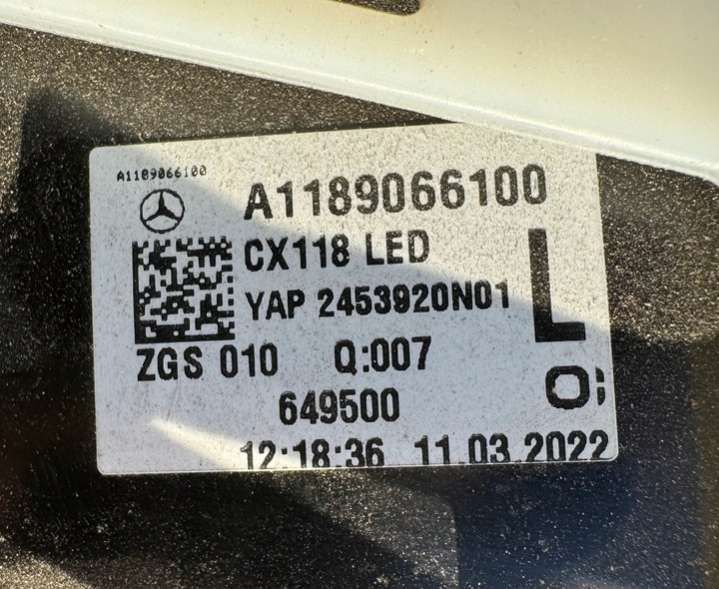 A1189066100
A1189066100
CX118 LED
YAP 2453920N01
L
ZGS 010 Q:007
649500
12:18:36 11.03.2022